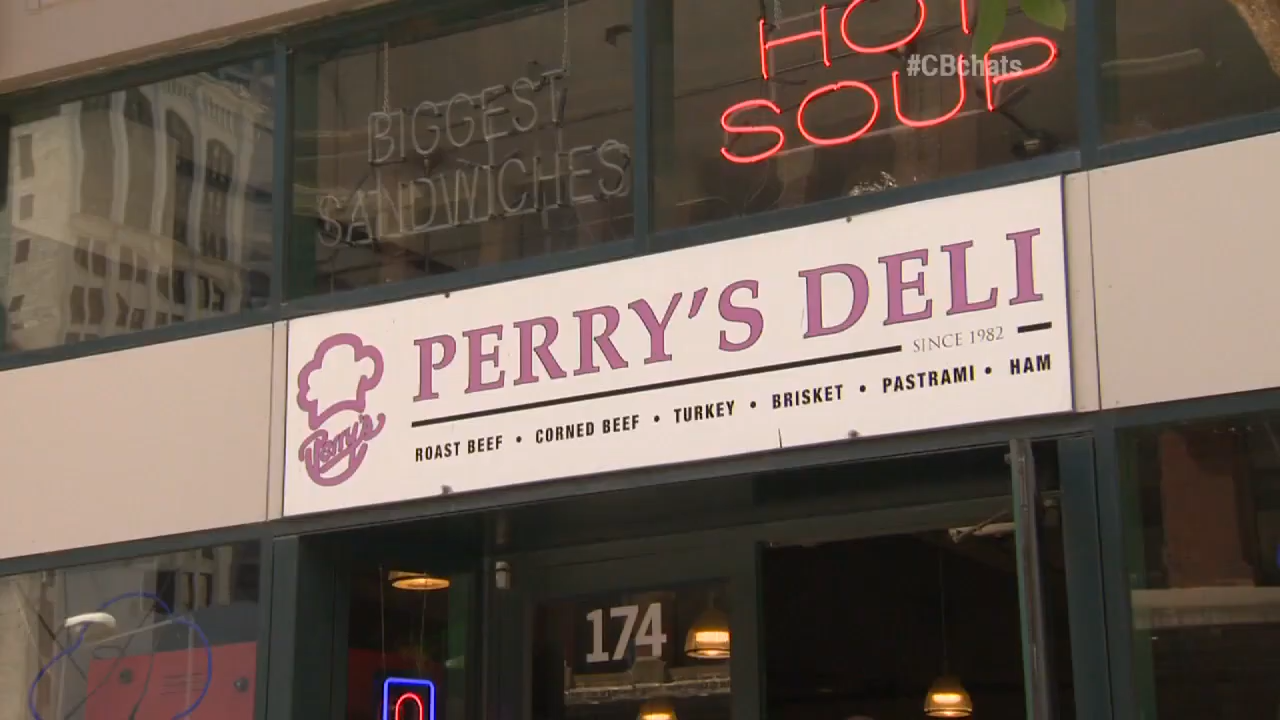 HOT
#CBchats
SOUP
BIGGEST
SANDWICHES
PERRY'S DELI
SINCE 1982
Perry's
ROAST BEEF • CORNED BEEF • TURKEY • BRISKET • PASTRAMI • HAM
174